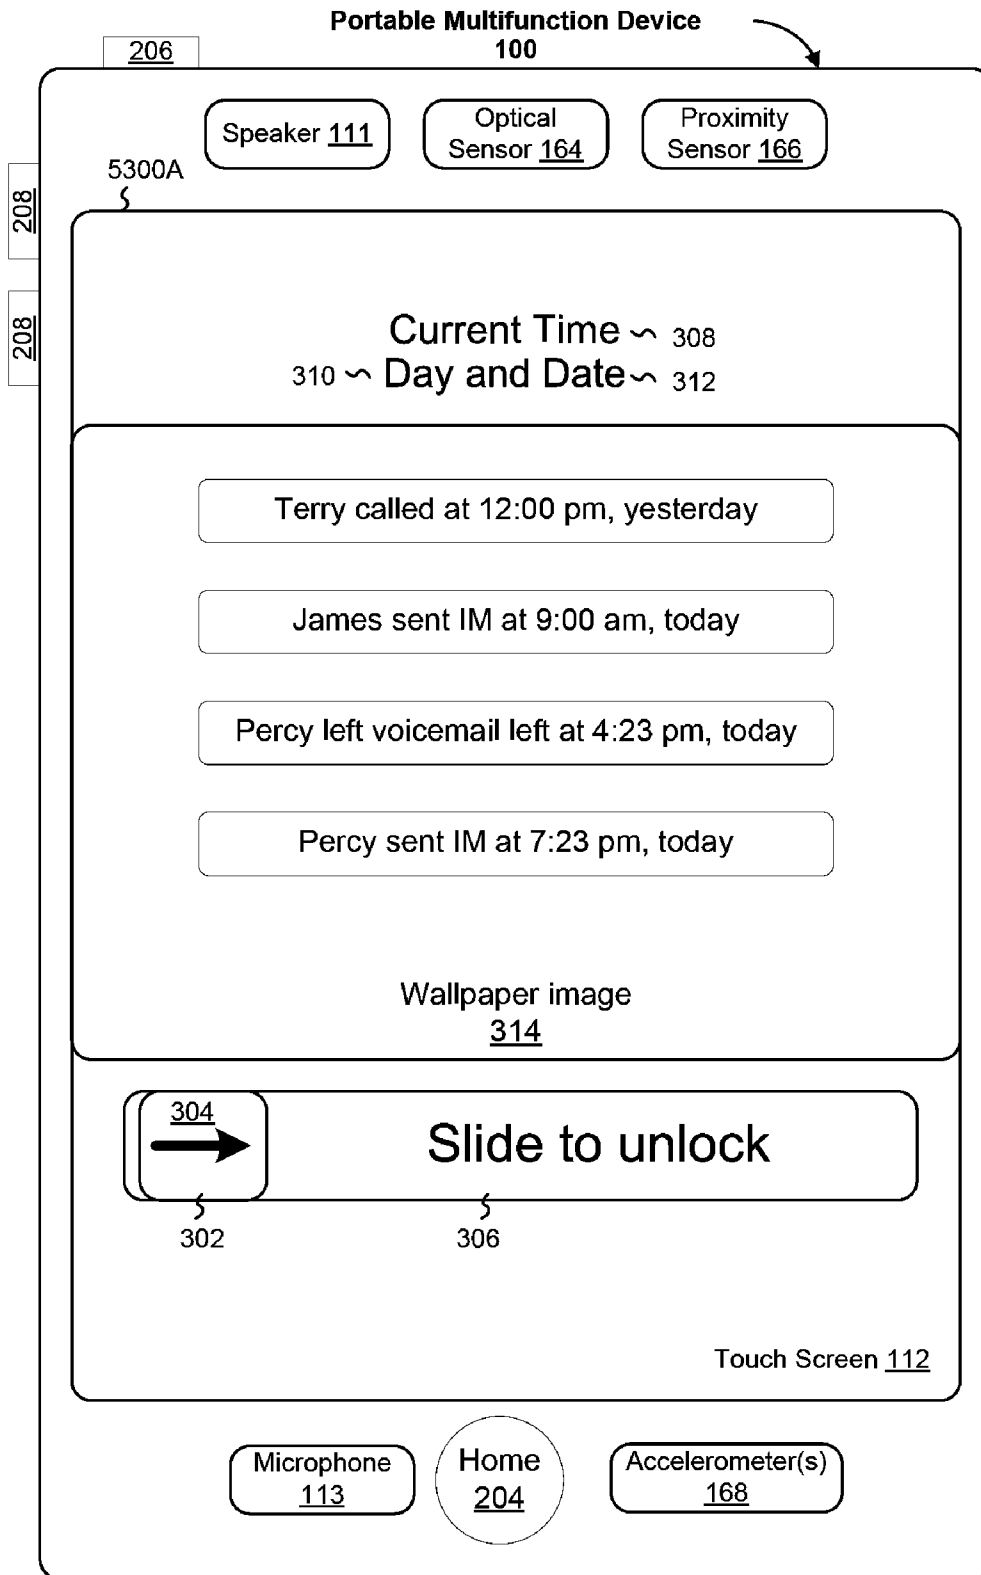 Portable Multifunction Device
100
206
Speaker 111
Optical
Sensor 164
Proximity
Sensor 166
5300A
208
208
Current Time 308
310 Day and Date 312
Terry called at 12:00 pm, yesterday
James sent IM at 9:00 am, today
Percy left voicemail left at 4:23 pm, today
Percy sent IM at 7:23 pm, today
Wallpaper image
314
304
Slide to unlock
302
306
Touch Screen 112
Microphone
113
Home
204
Accelerometer(s)
168